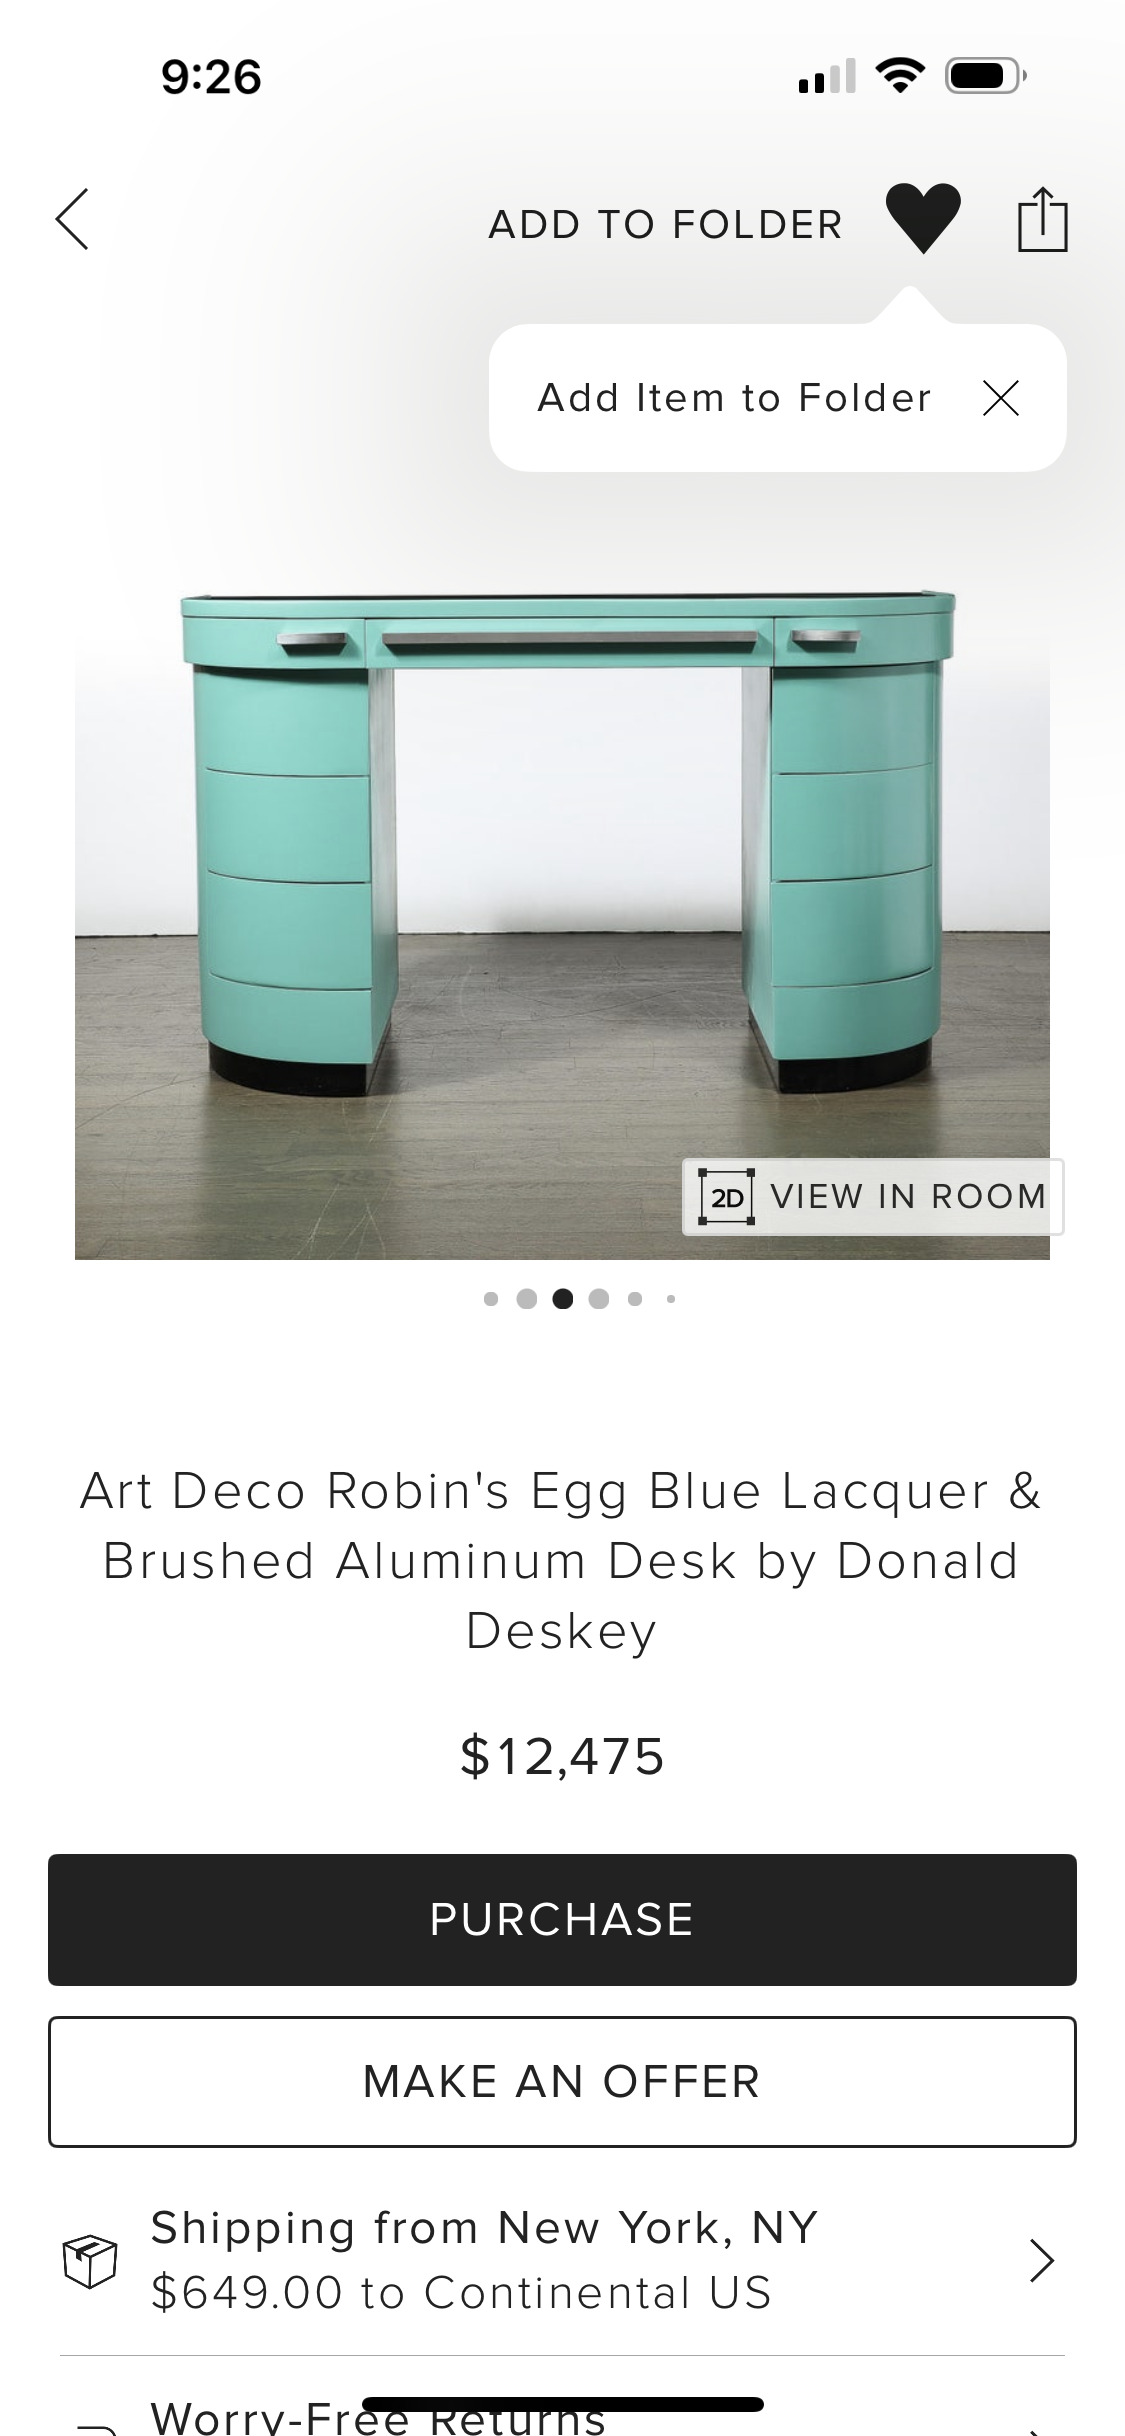 9:26
ADD TO FOLDER
Add Item to Folder
2D VIEW IN ROOM
Art Deco Robin's Egg Blue Lacquer &
Brushed Aluminum Desk by Donald
Deskey
$12,475
PURCHASE
MAKE AN OFFER
Shipping from New York, NY
$649.00 to Continental US
Worry-Free Returns